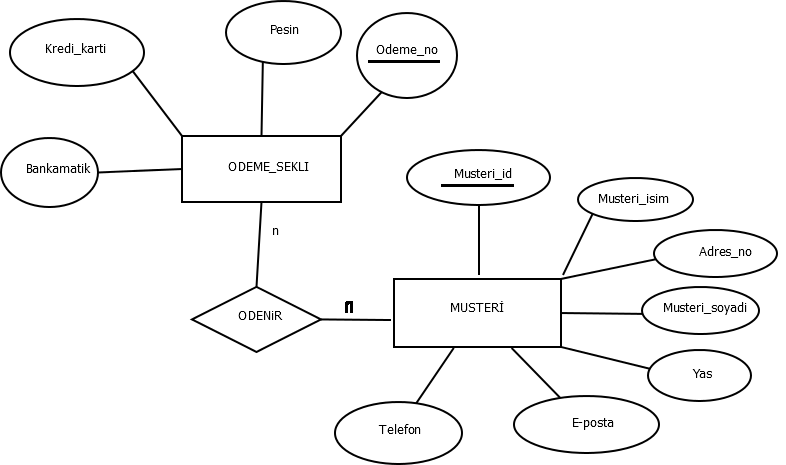 Pesin
Kredi_karti
Odeme_no
Bankamatik
ODEME_SEKLI
Musteri_id
Musteri_isim
n
Adres_no
MUSTERİ
Musteri_soyadi
ODENiR
Yas
Telefon
E-posta